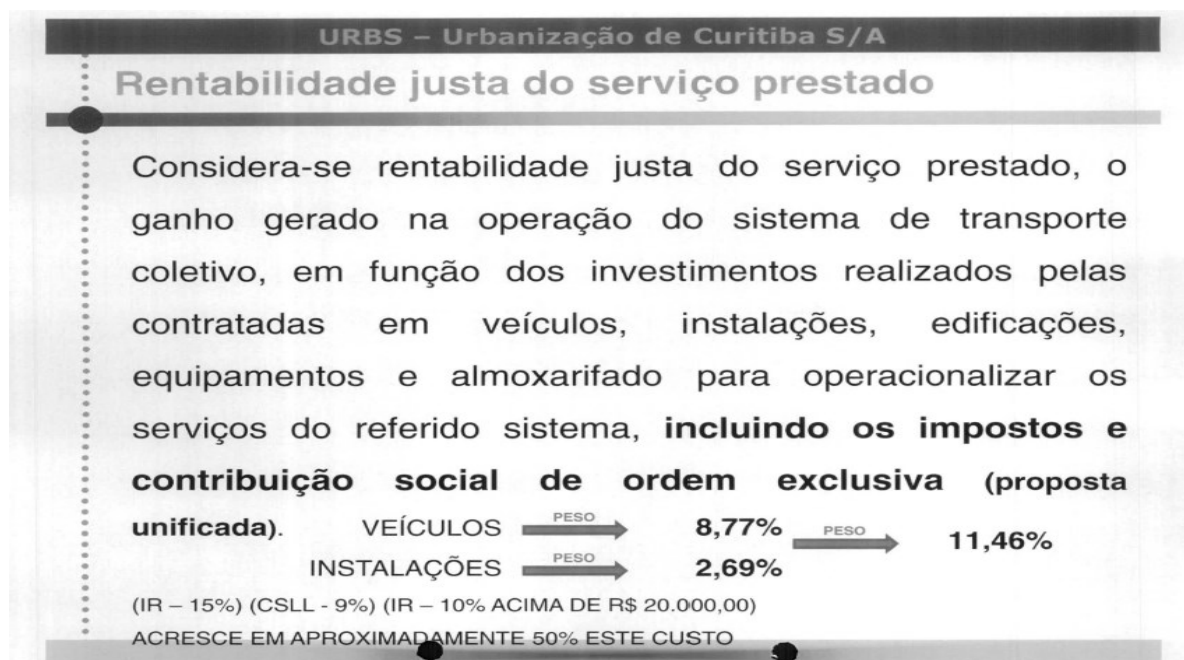 URBS – Urbanização de Curitiba S/A
Rentabilidade justa do serviço prestado
Considera-se rentabilidade justa do serviço prestado, o
ganho gerado na operação do sistema de transporte
coletivo, em função dos investimentos realizados pelas
contratadas em veículos, instalações, edificações,
equipamentos e almoxarifado para operacionalizar os
serviços do referido sistema, incluindo os impostos e
contribuição social de ordem exclusiva (proposta
unificada). VEÍCULOS PESO 8,77% PESO 11,46%
INSTALAÇÕES PESO 2,69%
(IR – 15%) (CSLL - 9%) (IR – 10% ACIMA DE R$ 20.000,00)
ACRESCE EM APROXIMADAMENTE 50% ESTE CUSTO